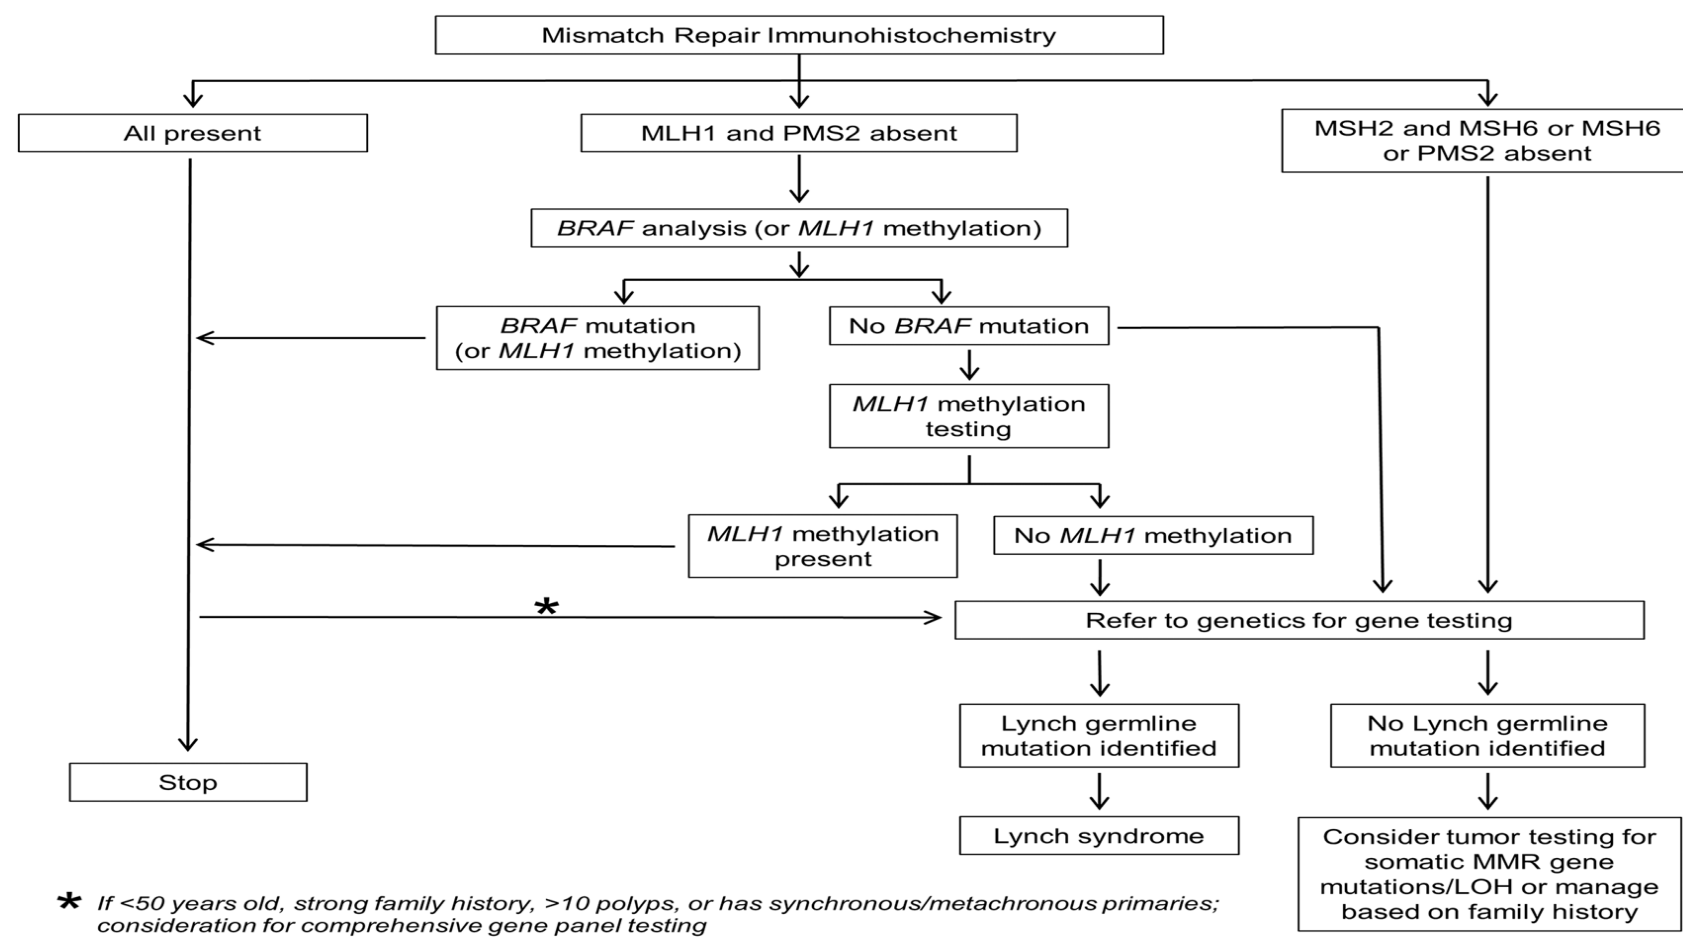 Mismatch Repair Immunohistochemistry
All present
MLH1 and PMS2 absent
MSH2 and MSH6 or MSH6
or PMS2 absent
BRAF analysis (or MLH1 methylation)
BRAF mutation
(or MLH1 methylation)
No BRAF mutation
MLH1 methylation
testing
MLH1 methylation
present
No MLH1 methylation
*
Refer to genetics for gene testing
Lynch germline
mutation identified
No Lynch germline
mutation identified
Stop
Lynch syndrome
Consider tumor testing for
somatic MMR gene
mutations/LOH or manage
based on family history
* If <50 years old, strong family history, >10 polyps, or has synchronous/metachronous primaries;
consideration for comprehensive gene panel testing